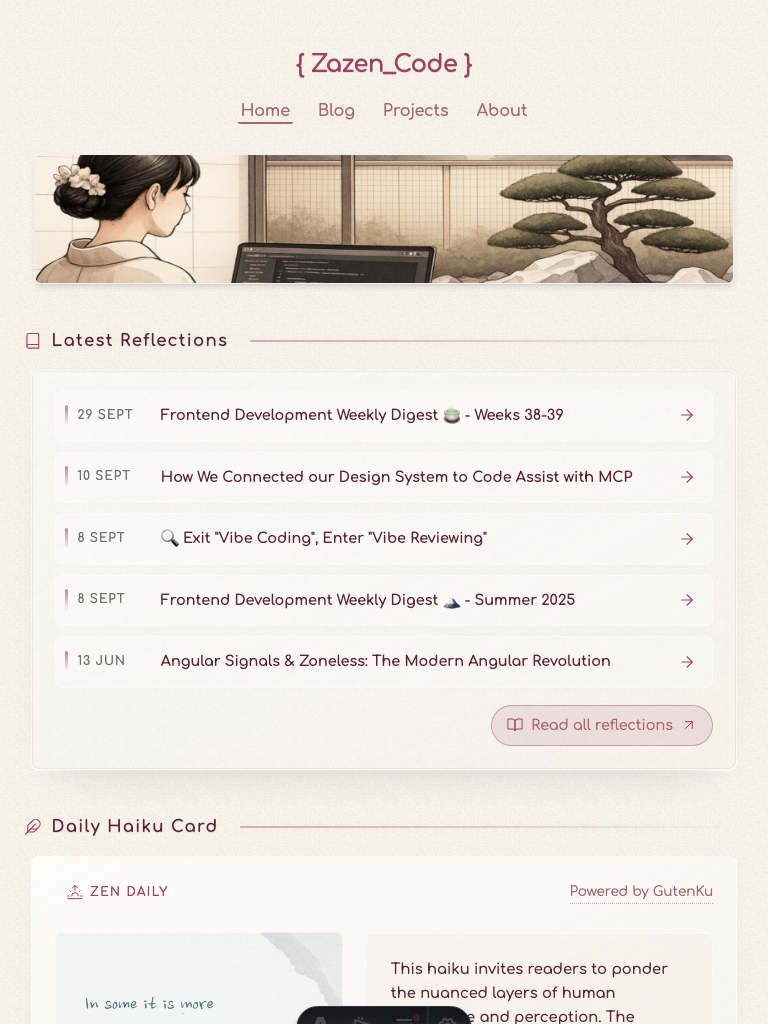 { Zazen_Code }
Home Blog Projects About
Latest Reflections
29 SEPT Frontend Development Weekly Digest 🍵 - Weeks 38-39
10 SEPT How We Connected our Design System to Code Assist with MCP
8 SEPT 🔍 Exit "Vibe Coding", Enter "Vibe Reviewing"
8 SEPT Frontend Development Weekly Digest 🗻 - Summer 2025
13 JUN Angular Signals & Zoneless: The Modern Angular Revolution
Read all reflections
Daily Haiku Card
ZEN DAILY
Powered by GutenKu
In some it is more
This haiku invites readers to ponder
the nuanced layers of human
and perception. The